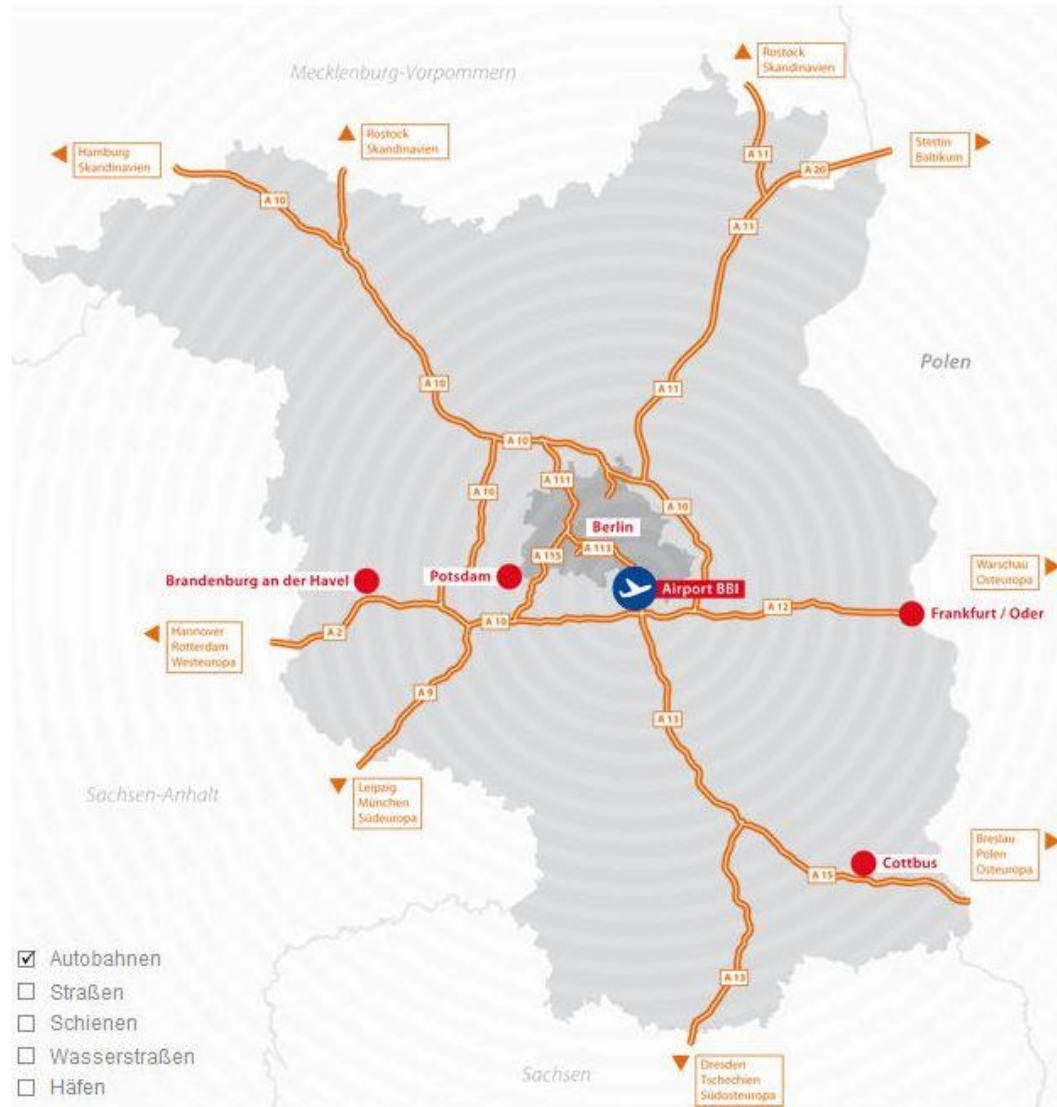 Mecklenburg-Vorpommern
Rostock
Skandinavien
Rostock
Skandinavien
Hamburg
Skandinavien
Stettin
Baltikum
A 11
A 20
A 10
A 11
Polen
A 10
A 11
A 10
A 111
A 10
A 10
Berlin
A 115
A 113
Warschau
Osteuropa
Brandenburg an der Havel
Potsdam
Airport BBI
A 12
Frankfurt / Oder
A 10
A 2
Hannover
Rotterdam
Westeuropa
A 9
A 13
Leipzig
München
Südeuropa
Sachsen-Anhalt
Breslau
Polen
Osteuropa
Cottbus
A 15
A 13
Dresden
Tschechien
Südosteuropa
Sachsen
Autobahnen
Straßen
Schienen
Wasserstraßen
Häfen